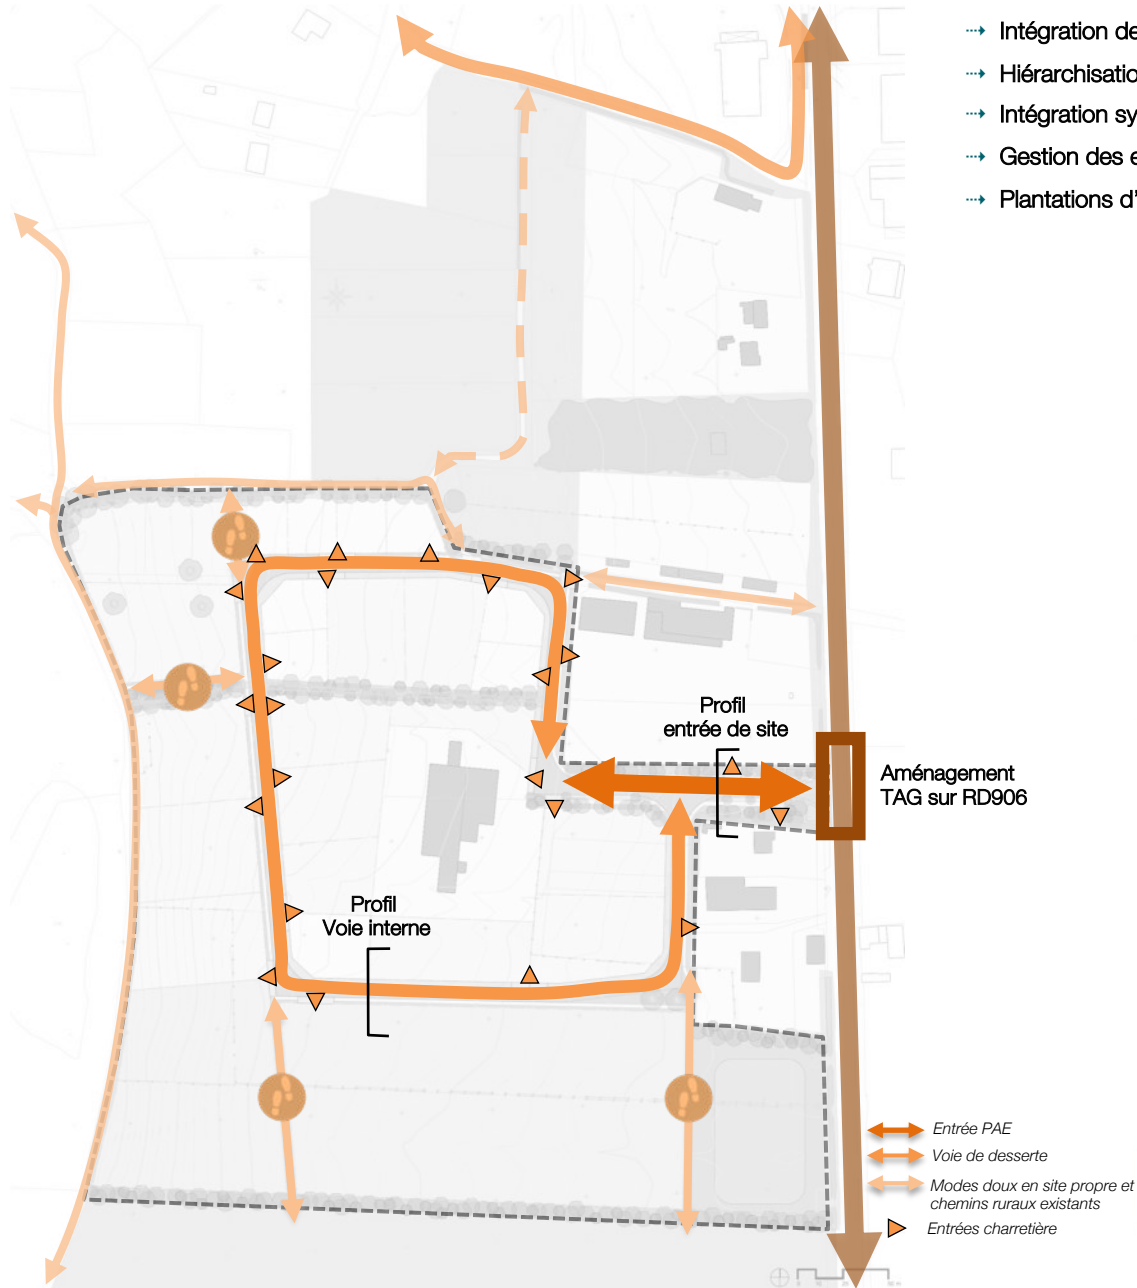 Intégration de
Hiérarchisatio
Intégration sy
Gestion des e
Plantations d'
Profil
entrée de site
Aménagement
TAG sur RD906
Profil
Voie interne
Entrée PAE
Voie de desserte
Modes doux en site propre et
chemins ruraux existants
Entrées charretière